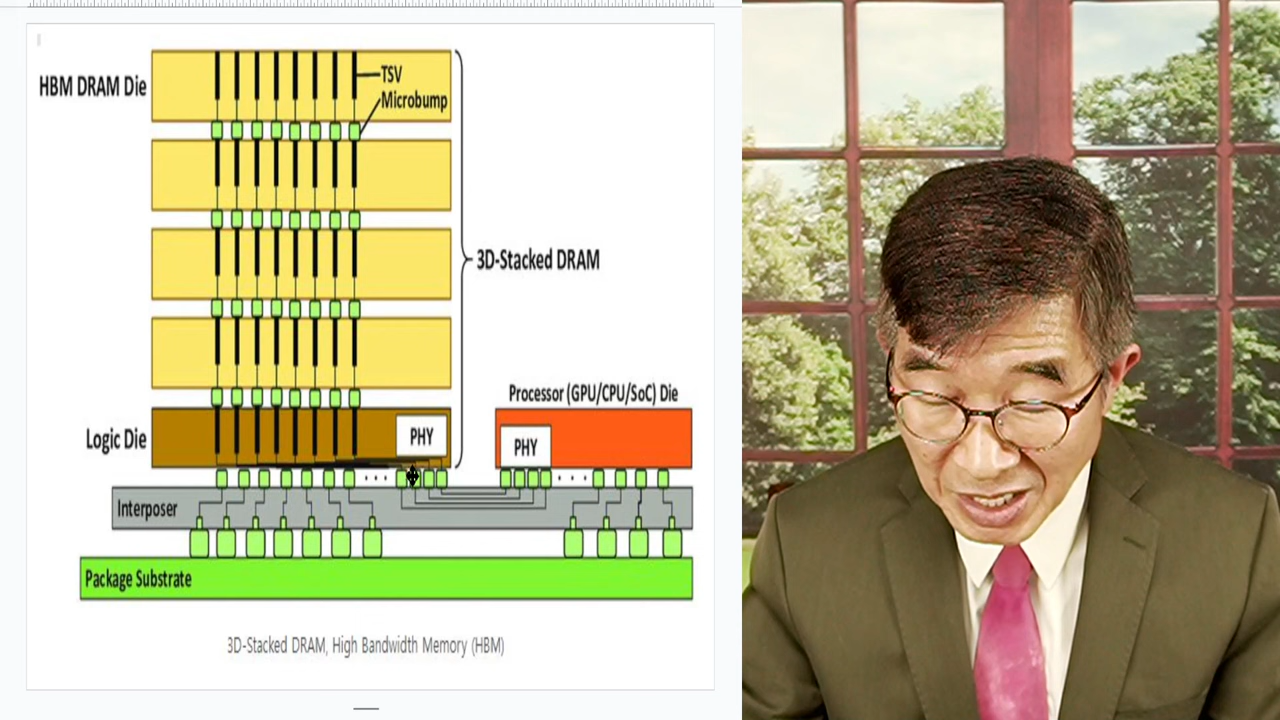 HBM DRAM Die
TSV
Microbump
3D-Stacked DRAM
Processor (GPU/CPU/SoC) Die
Logic Die
PHY
PHY
Interposer
Package Substrate
3D-Stacked DRAM, High Bandwidth Memory (HBM)